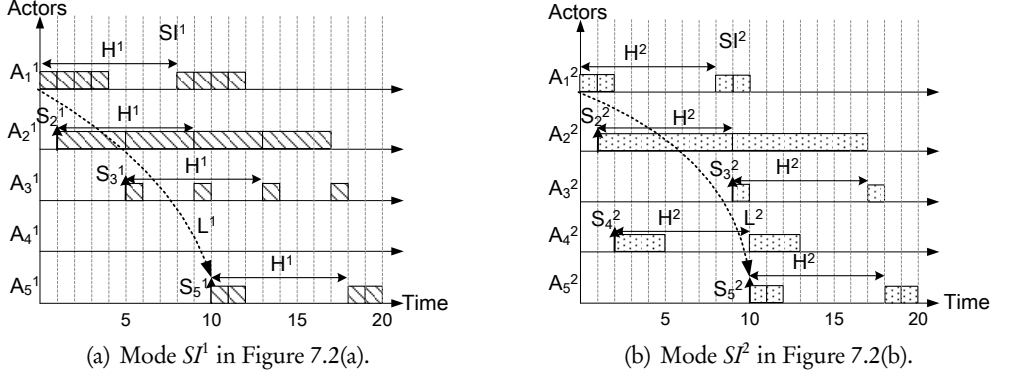 Actors
SI¹
H¹
A₁¹
S₂¹
H¹
A₂¹
S₃¹
H¹
A₃¹
L¹
A₄¹
H¹
S₅¹
A₅¹
Time
5 10 15 20
(a) Mode SI¹ in Figure 7.2(a).
Actors
SI²
H²
A₁²
S₂²
H²
A₂²
S₃²
H²
A₃²
S₄²
H²
L²
A₄²
H²
S₅²
A₅²
Time
5 10 15 20
(b) Mode SI² in Figure 7.2(b).